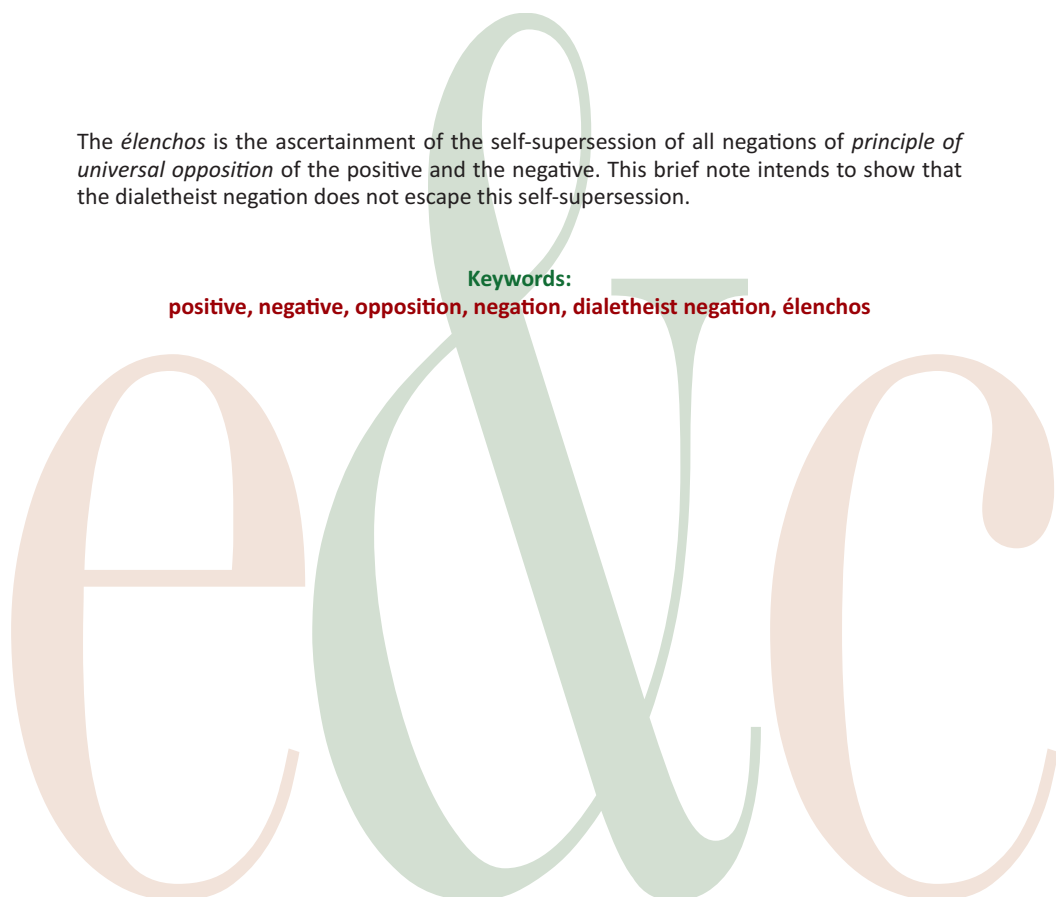 The élenchos is the ascertainment of the self-supersession of all negations of principle of
universal opposition of the positive and the negative. This brief note intends to show that
the dialetheist negation does not escape this self-supersession.
Keywords:
positive, negative, opposition, negation, dialetheist negation, élenchos
e&c